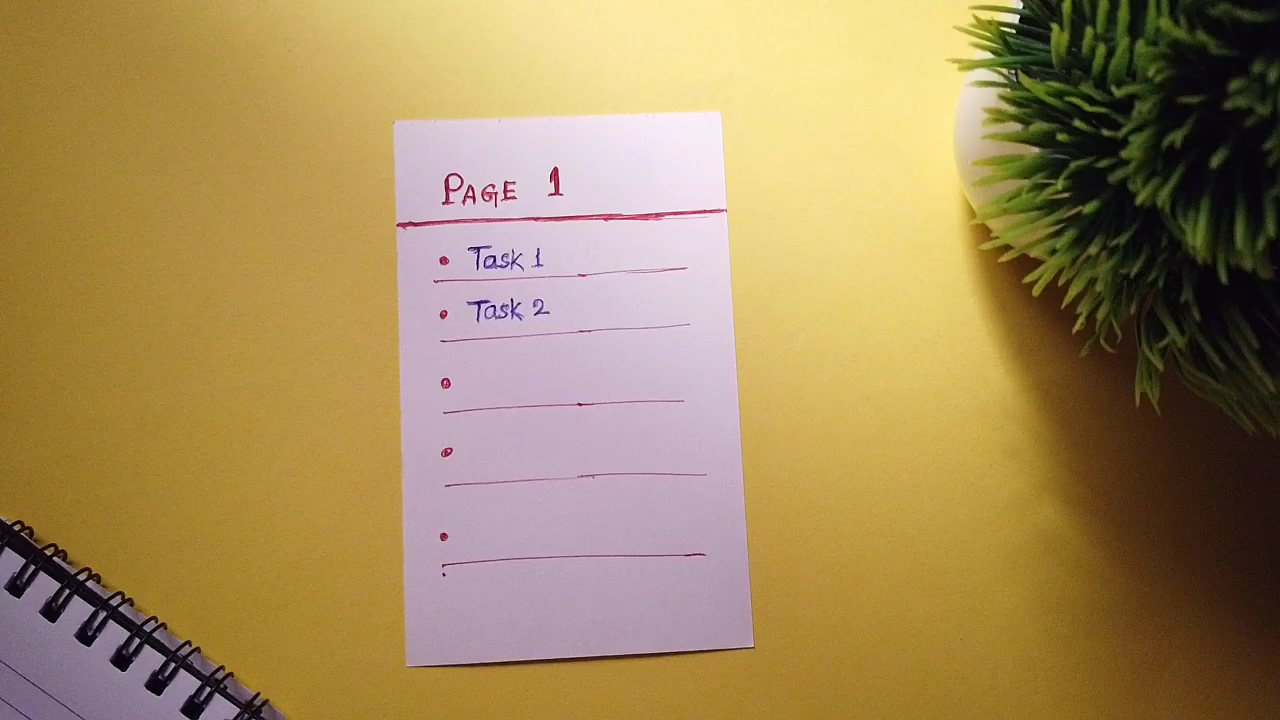 PAGE 1
• Task 1
• Task 2
•
•
•